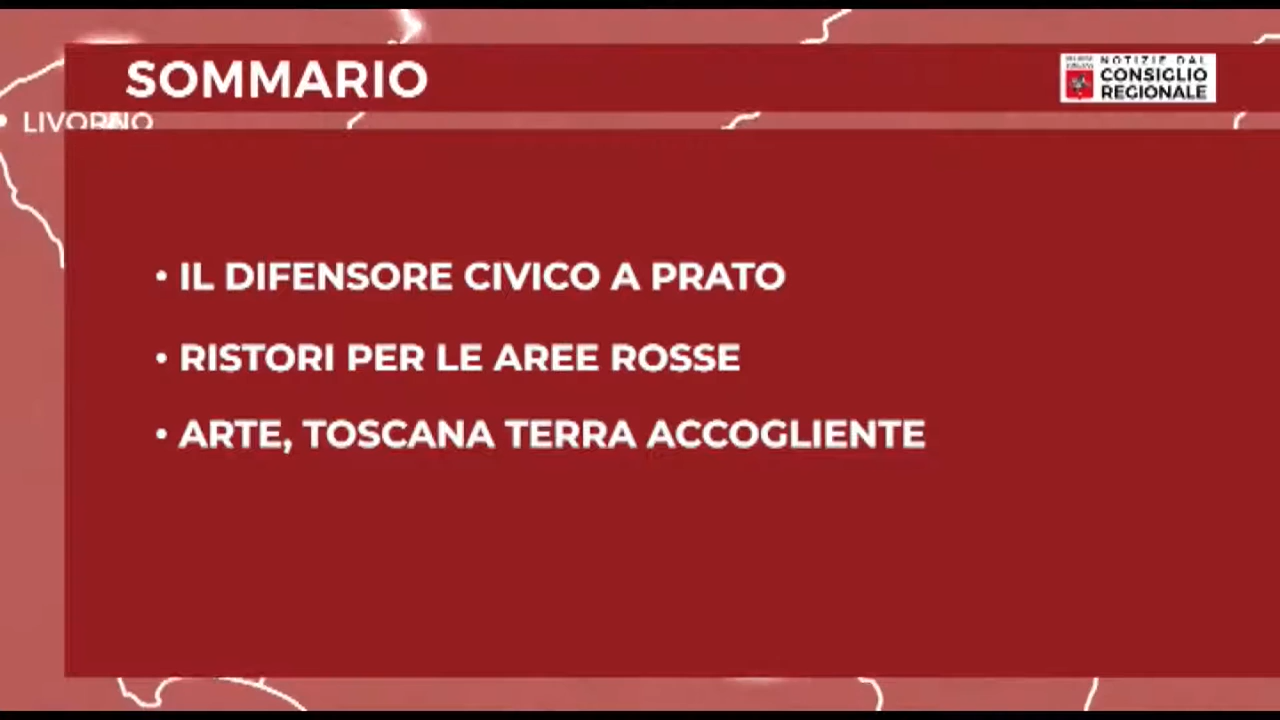 SOMMARIO
NOTIZIE DAL
CONSIGLIO
REGIONALE
LIVORNO
• IL DIFENSORE CIVICO A PRATO
• RISTORI PER LE AREE ROSSE
• ARTE, TOSCANA TERRA ACCOGLIENTE